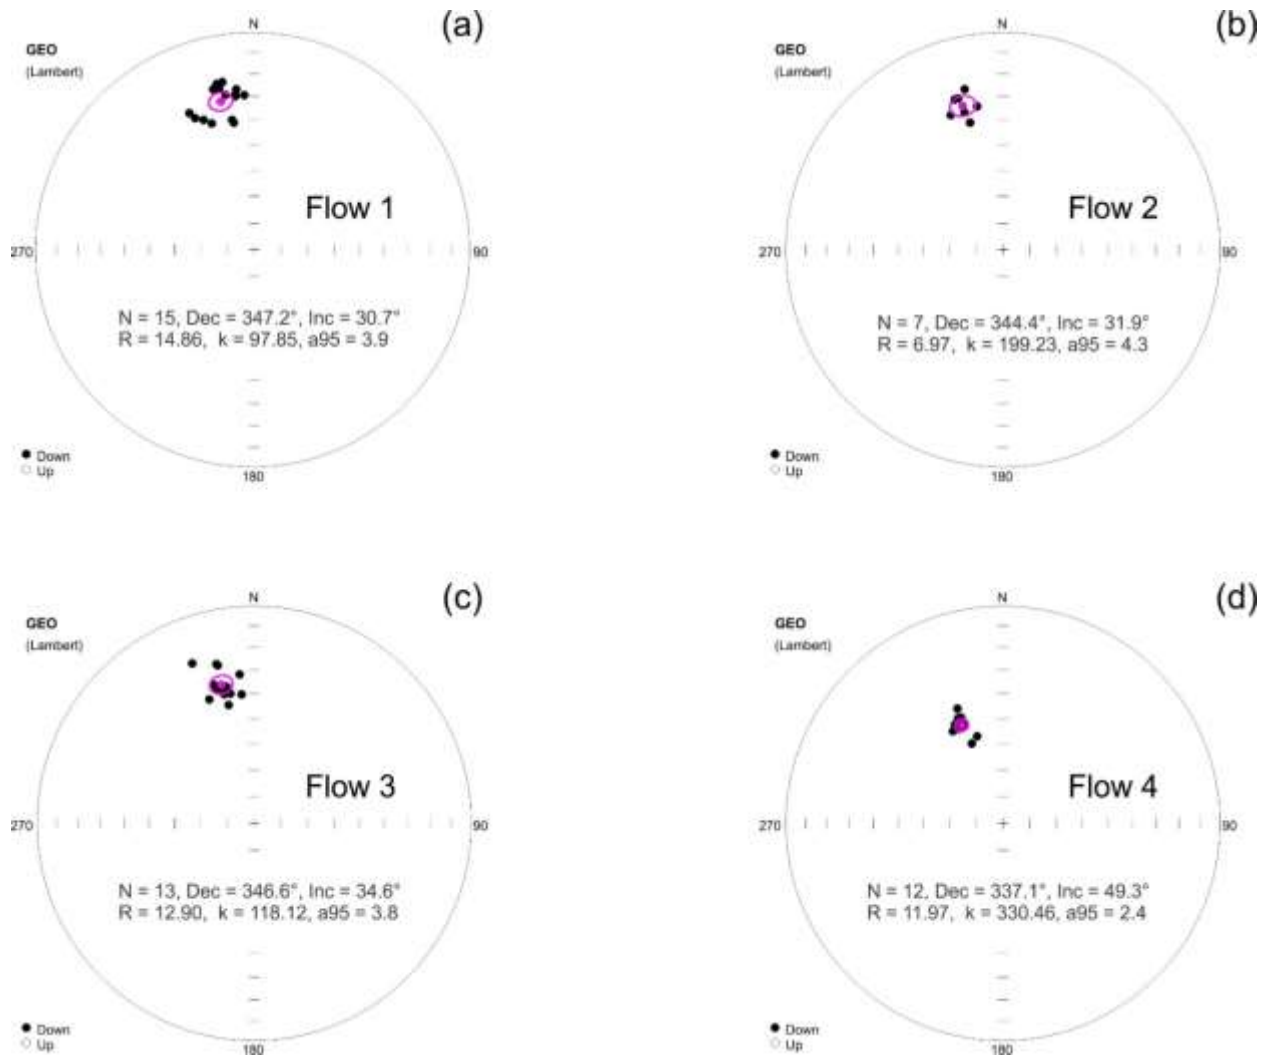 (a)
N
GEO
(Lambert)
Flow 1
270
90
N = 15, Dec = 347.2°, Inc = 30.7°
R = 14.86, k = 97.85, a95 = 3.9
Down
Up
180
(b)
N
GEO
(Lambert)
Flow 2
270
90
N = 7, Dec = 344.4°, Inc = 31.9°
R = 6.97, k = 199.23, a95 = 4.3
Down
Up
180
(c)
N
GEO
(Lambert)
Flow 3
270
90
N = 13, Dec = 346.6°, Inc = 34.6°
R = 12.90, k = 118.12, a95 = 3.8
Down
Up
180
(d)
N
GEO
(Lambert)
Flow 4
270
90
N = 12, Dec = 337.1°, Inc = 49.3°
R = 11.97, k = 330.46, a95 = 2.4
Down
Up
180